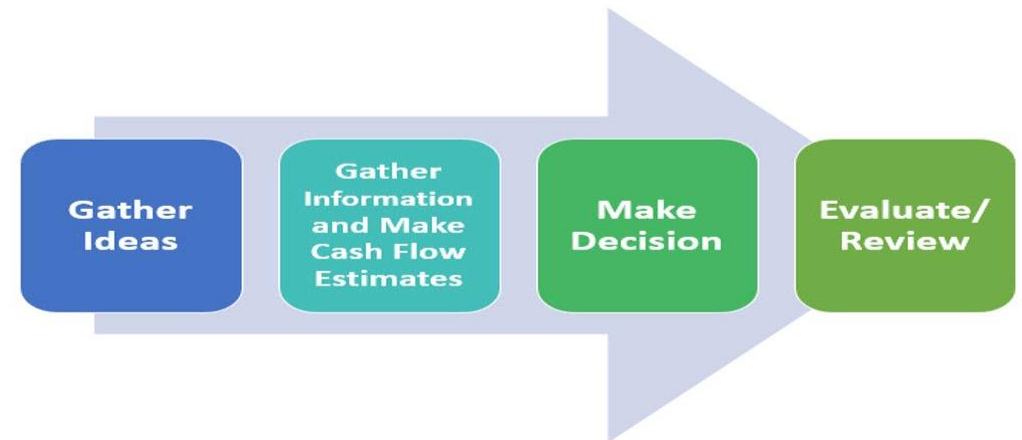 Gather
Ideas
Gather
Information
and Make
Cash Flow
Estimates
Make
Decision
Evaluate/
Review